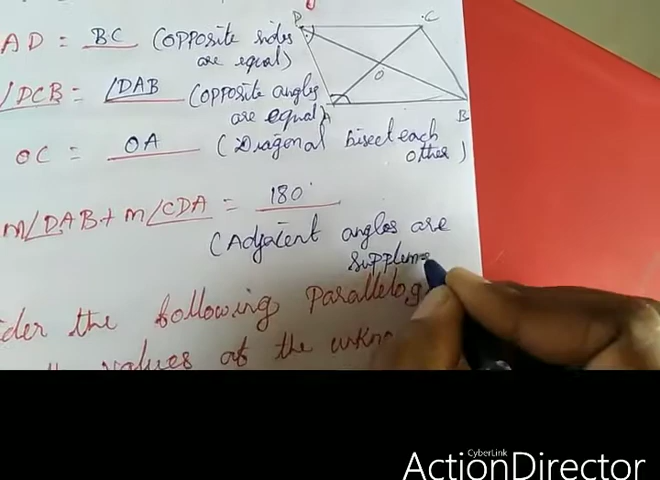 D
C
AD = BC (opposite sides
are equal)
∠DCB = ∠DAB (opposite angles
are equal)
O
A
B
OC = OA (Diagonal bisect each
other)
m∠DAB + m∠CDA = 180°
(Adjacent angles are
supplem
ider the following Parallelog
values of the unkn
CyberLink
ActionDirector